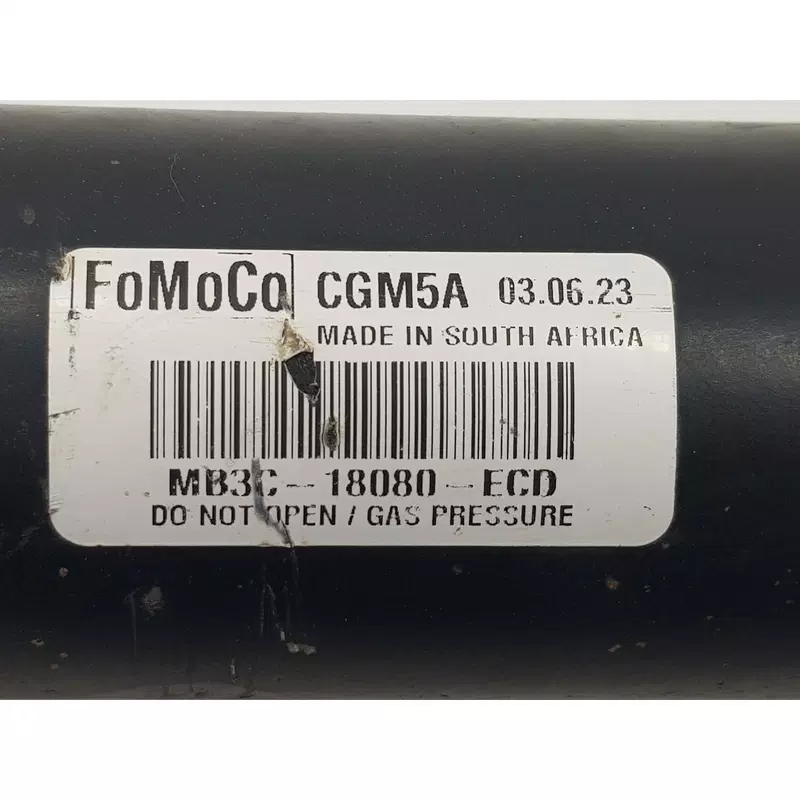 FoMoCo CGM5A 03.06.23
MADE IN SOUTH AFRICA
MB3C-18080-ECD
DO NOT OPEN / GAS PRESSURE